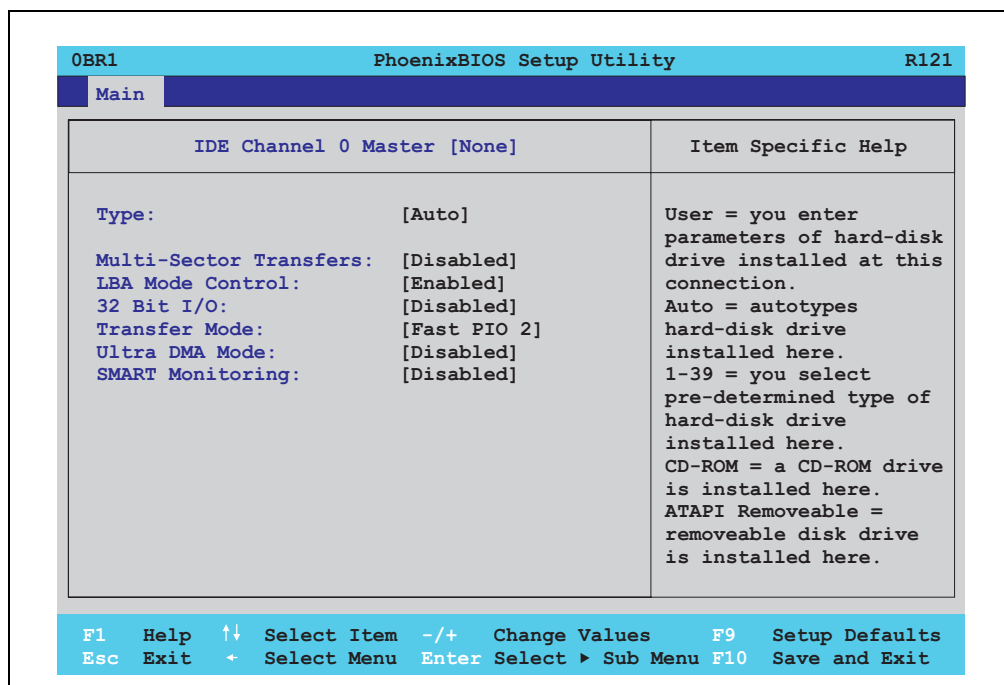 0BR1 PhoenixBIOS Setup Utility R121
Main
IDE Channel 0 Master [None]
Item Specific Help
Type: [Auto]
Multi-Sector Transfers: [Disabled]
LBA Mode Control: [Enabled]
32 Bit I/O: [Disabled]
Transfer Mode: [Fast PIO 2]
Ultra DMA Mode: [Disabled]
SMART Monitoring: [Disabled]
User = you enter
parameters of hard-disk
drive installed at this
connection.
Auto = autotypes
hard-disk drive
installed here.
1-39 = you select
pre-determined type of
hard-disk drive
installed here.
CD-ROM = a CD-ROM drive
is installed here.
ATAPI Removeable =
removeable disk drive
is installed here.
F1 Help ↑↓ Select Item -/+ Change Values F9 Setup Defaults
Esc Exit ← Select Menu Enter Select ▶ Sub Menu F10 Save and Exit